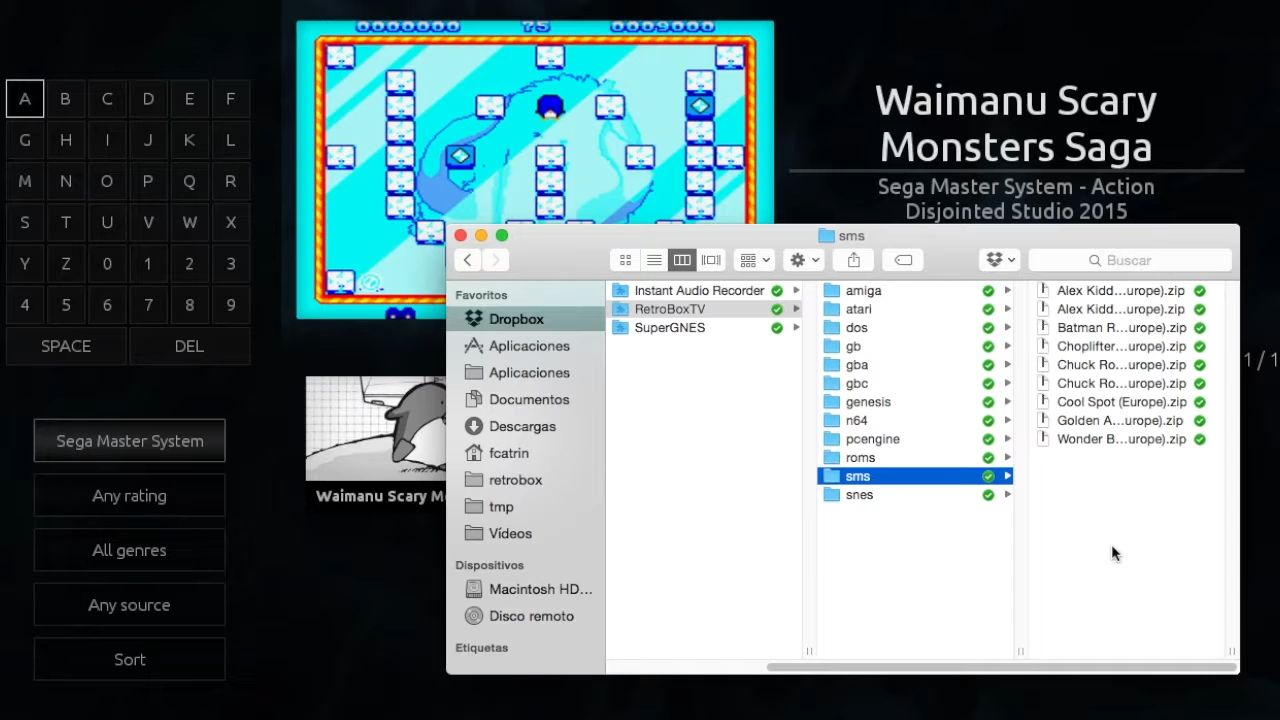 0000000 75 0009000
A B C D E F
G H I J K L
M N O P Q R
S T U V W X
Y Z 0 1 2 3
4 5 6 7 8 9
SPACE DEL
Sega Master System
Any rating
All genres
Any source
Sort
Waimanu Scary
Monsters Saga
Sega Master System - Action
Disjointed Studio 2015
1 / 1
Waimanu Scary Mo
sms
Buscar
Favoritos
Dropbox
Aplicaciones
Aplicaciones
Documentos
Descargas
fcatrin
retrobox
tmp
Vídeos
Dispositivos
Macintosh HD...
Disco remoto
Etiquetas
Instant Audio Recorder
RetroBoxTV
SuperGNES
amiga
atari
dos
gb
gba
gbc
genesis
n64
pcengine
roms
sms
snes
Alex Kidd...urope).zip
Alex Kidd...urope).zip
Batman R...urope).zip
Choplifter...urope).zip
Chuck Ro...urope).zip
Chuck Ro...urope).zip
Cool Spot (Europe).zip
Golden A...urope).zip
Wonder B...urope).zip